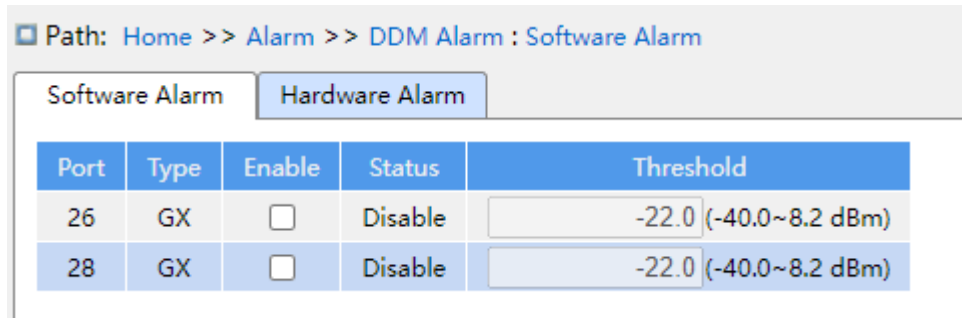 Path: Home >> Alarm >> DDM Alarm : Software Alarm
Software Alarm Hardware Alarm
Port Type Enable Status Threshold
26 GX Disable -22.0 (-40.0~8.2 dBm)
28 GX Disable -22.0 (-40.0~8.2 dBm)